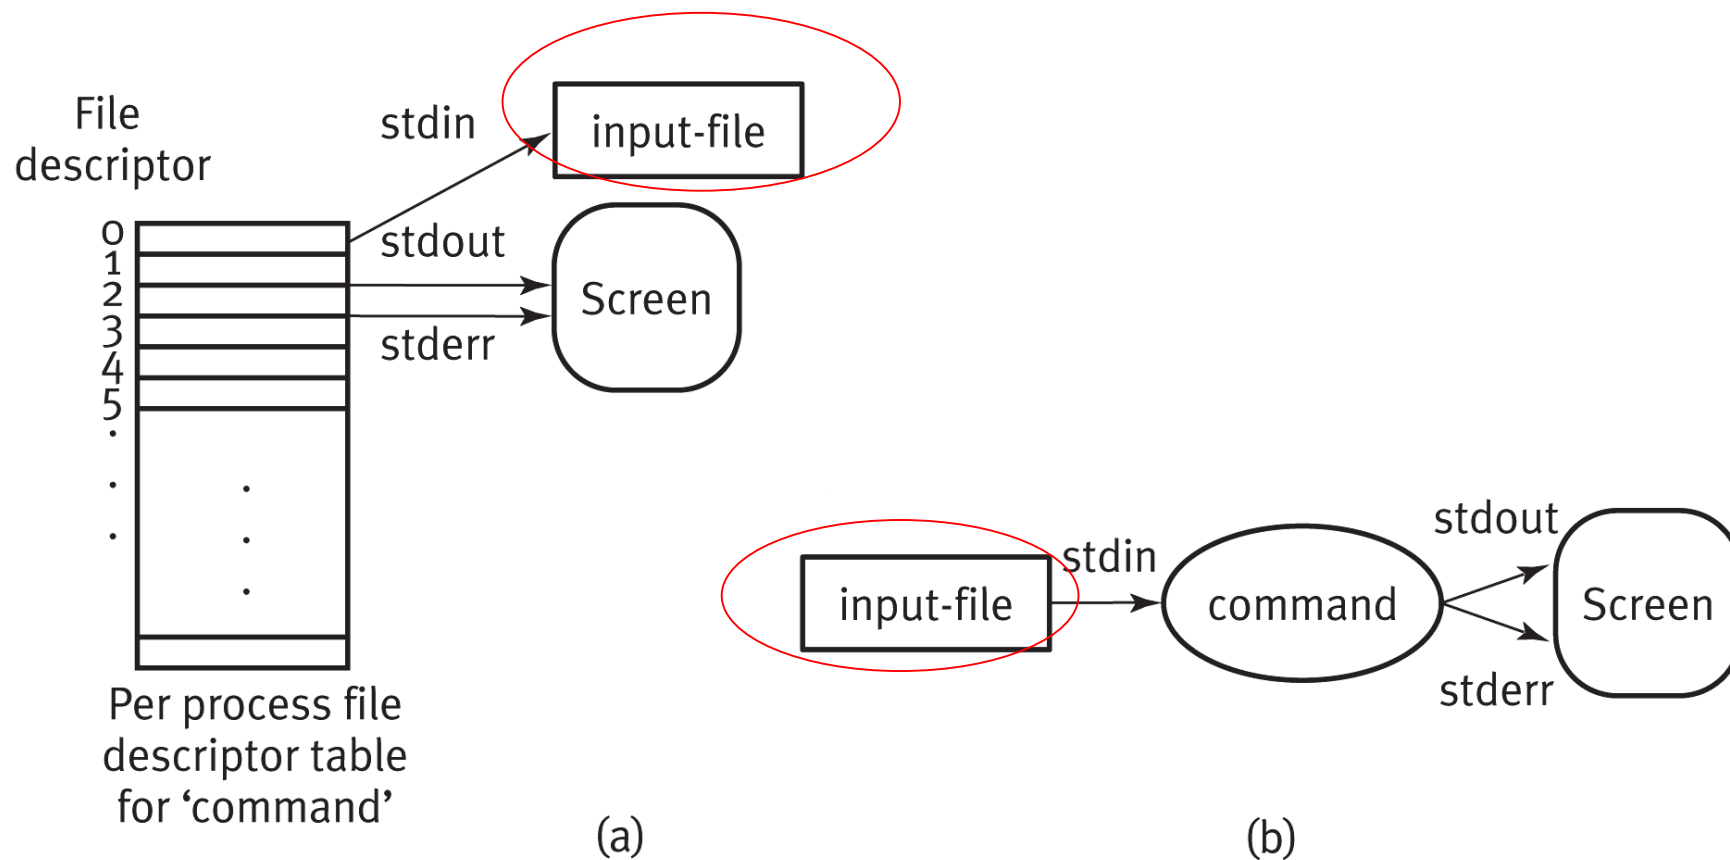 File
descriptor
stdin
input-file
0
1
2
3
4
5
.
.
.
.
.
.
stdout
stderr
Screen
Per process file
descriptor table
for ‘command’
(a)
input-file
stdin
command
stdout
stderr
Screen
(b)